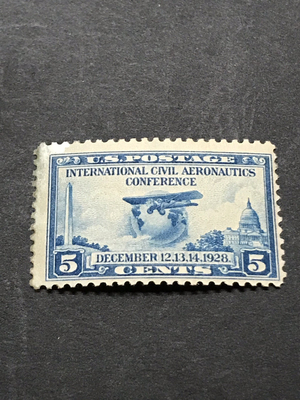 U.S. POSTAGE
INTERNATIONAL CIVIL AERONAUTICS
CONFERENCE
5 DECEMBER 12.13.14.1928. 5
CENTS